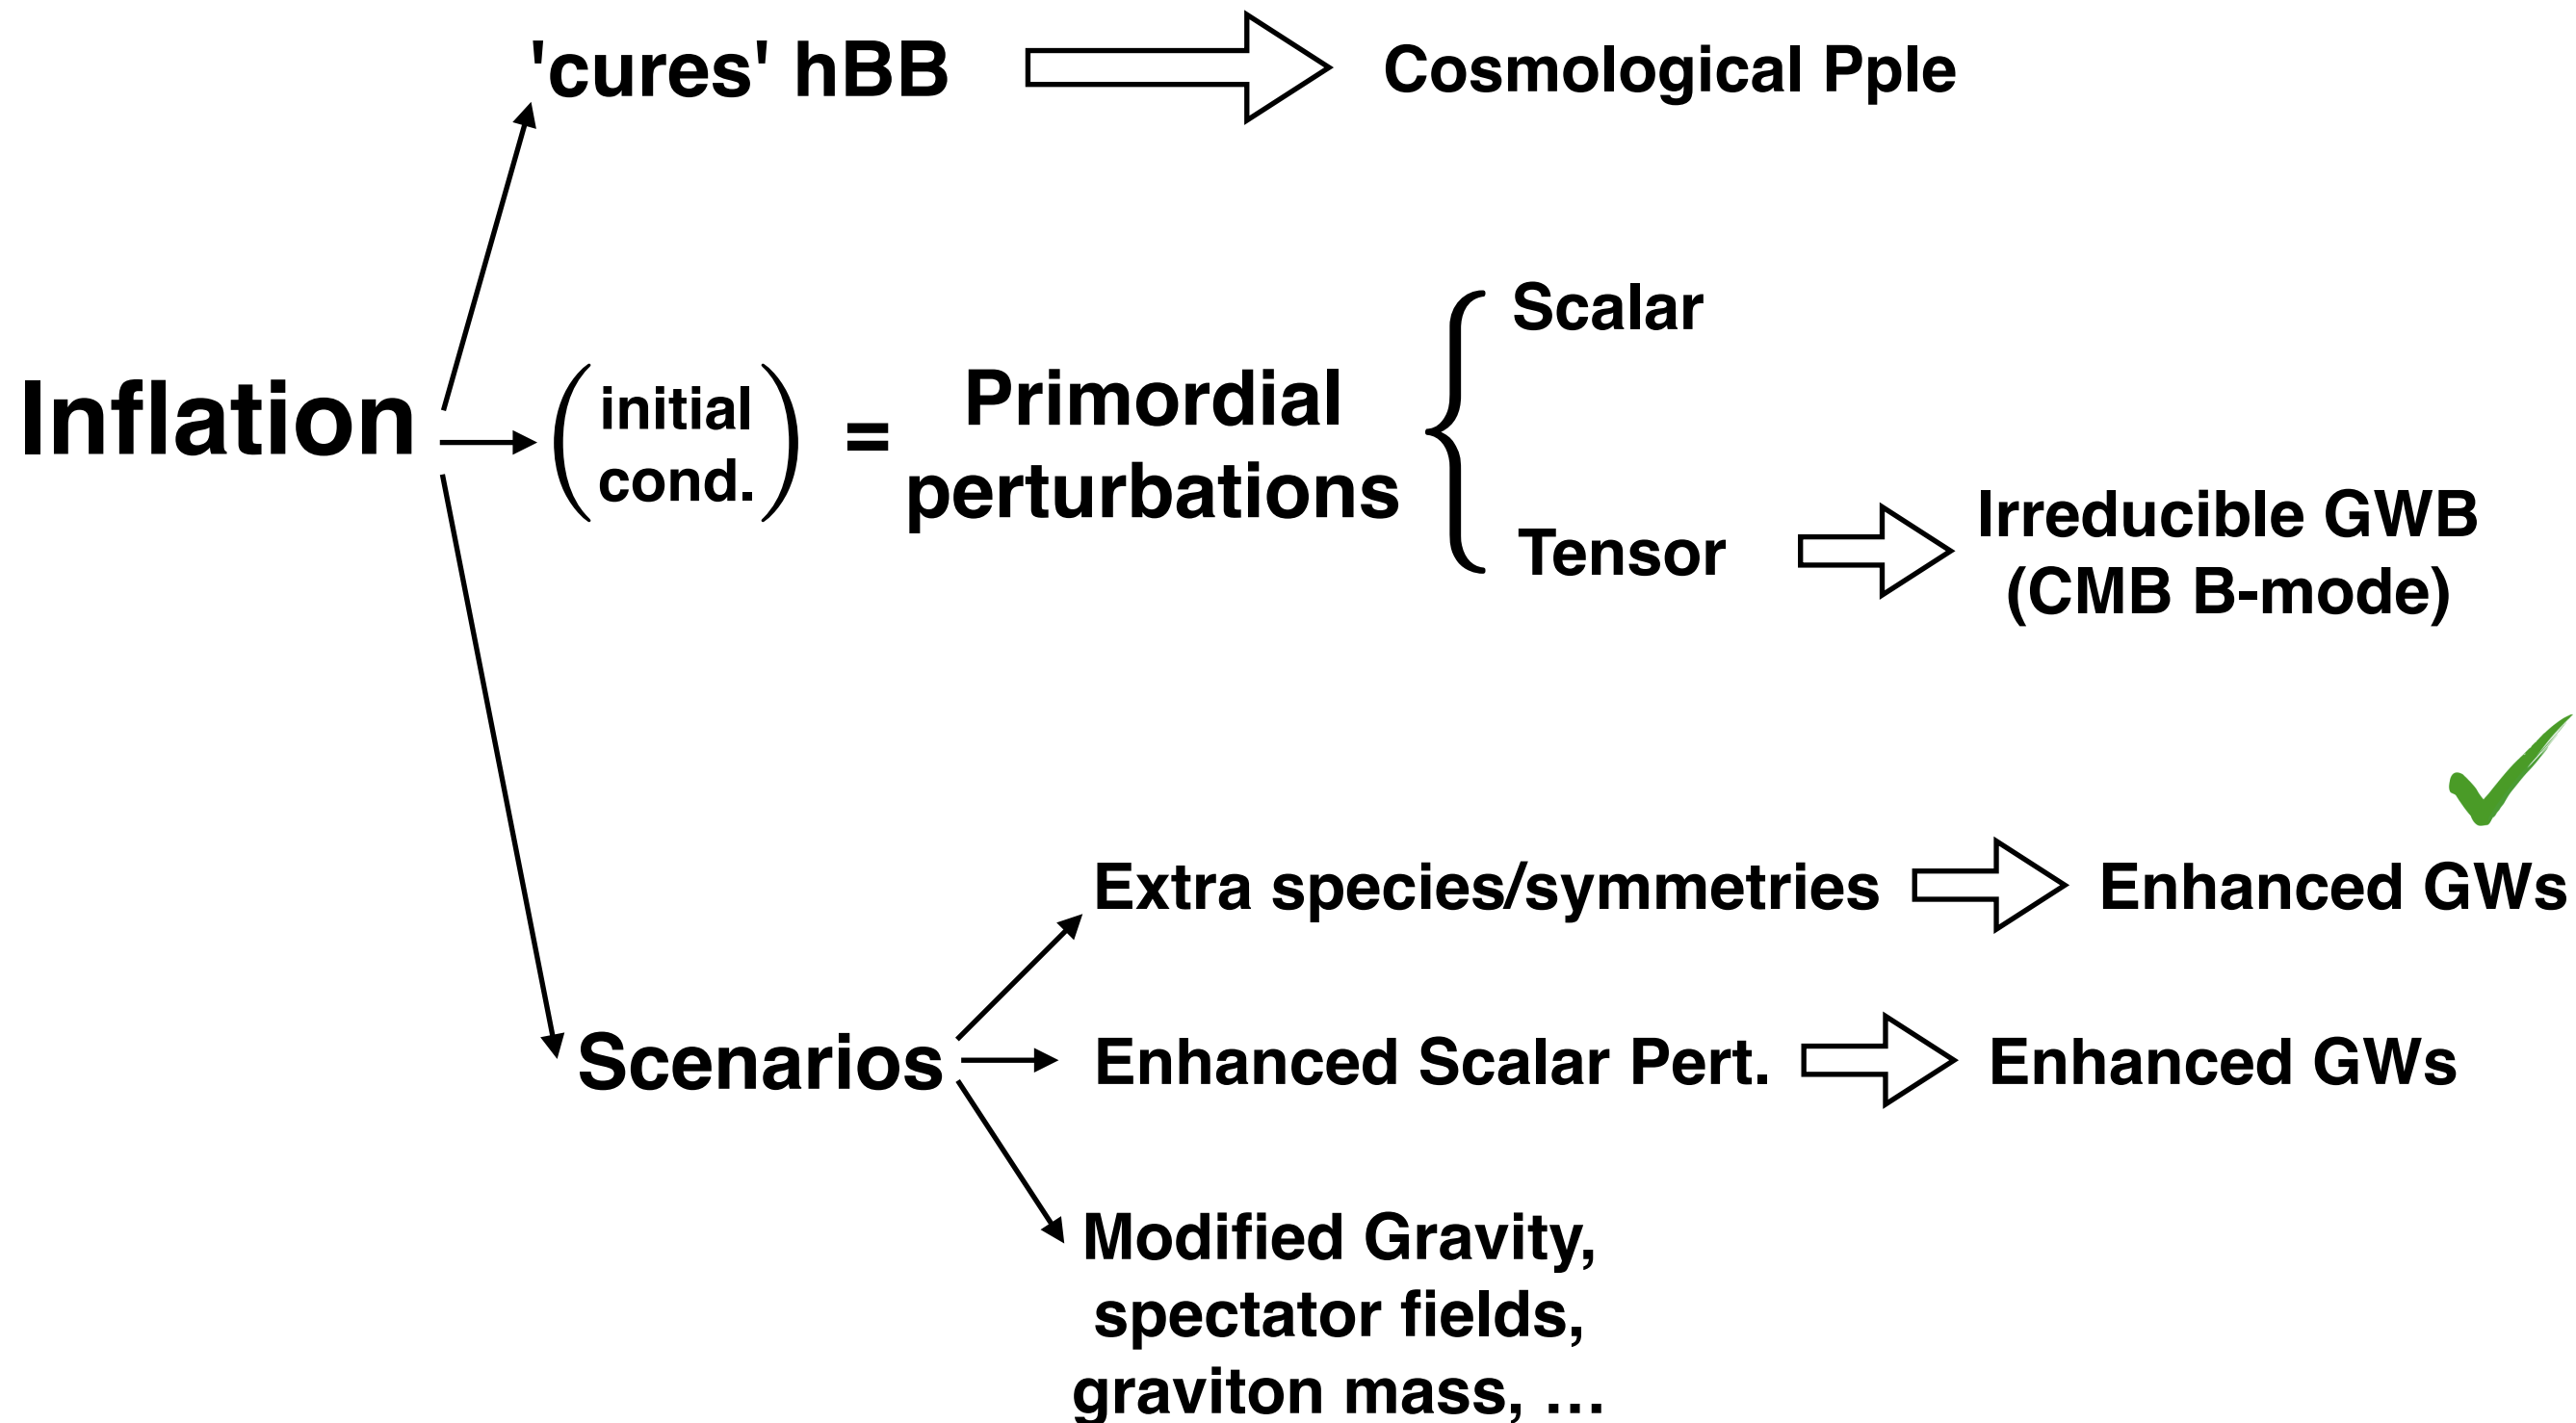 'cures' hBB
Cosmological Pple
Inflation
initial
cond.
=
Primordial
perturbations
Scalar
Tensor
Irreducible GWB
(CMB B-mode)
Scenarios
Extra species/symmetries
Enhanced GWs
Enhanced Scalar Pert.
Enhanced GWs
Modified Gravity,
spectator fields,
graviton mass, …